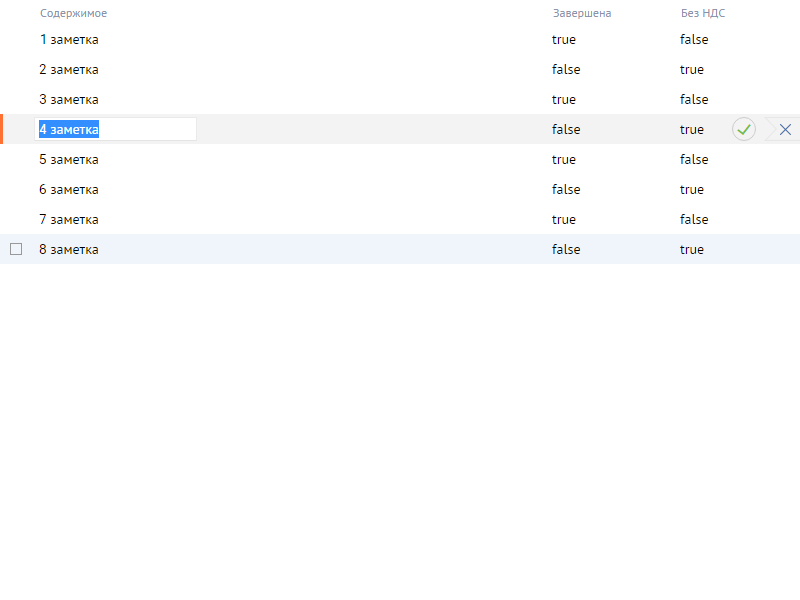 Содержимое Завершена Без НДС
1 заметка true false
2 заметка false true
3 заметка true false
4 заметка false true
5 заметка true false
6 заметка false true
7 заметка true false
8 заметка false true